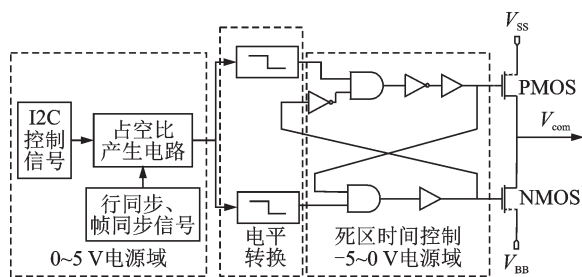 V_SS
PMOS
I2C
控制
信号
占空比
产生电路
V_com
行同步、
帧同步信号
NMOS
0~5 V电源域
电平
转换
死区时间控制
-5~0 V电源域
V_BB